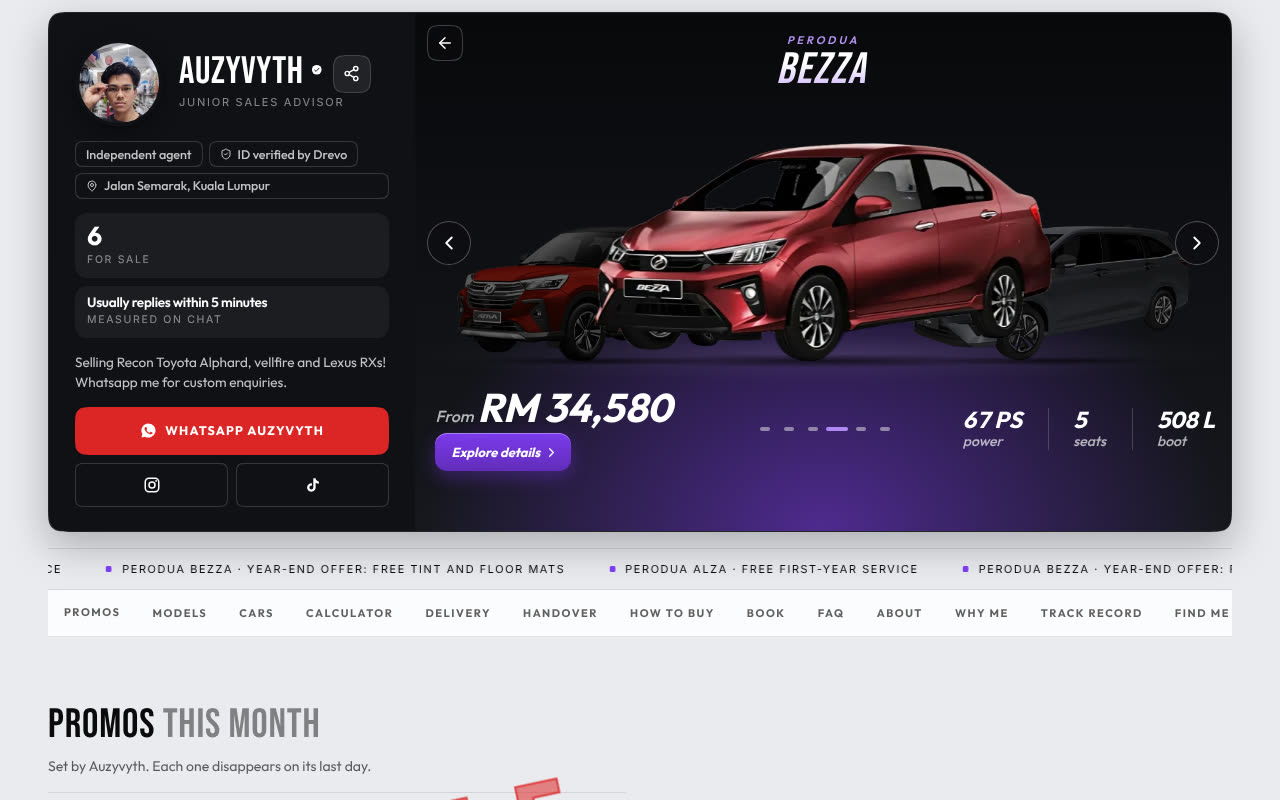 AUZYVYTH
JUNIOR SALES ADVISOR
Independent agent
ID verified by Drevo
Jalan Semarak, Kuala Lumpur
6
FOR SALE
Usually replies within 5 minutes
MEASURED ON CHAT
Selling Recon Toyota Alphard, vellfire and Lexus RXs!
Whatsapp me for custom enquiries.
WHATSAPP AUZYVYTH
PERODUA
BEZZA
BEZZA
From RM 34,580
Explore details
67 PS
power
5
seats
508 L
boot
CE PERODUA BEZZA · YEAR-END OFFER: FREE TINT AND FLOOR MATS PERODUA ALZA · FREE FIRST-YEAR SERVICE PERODUA BEZZA · YEAR-END OFFER:
PROMOS MODELS CARS CALCULATOR DELIVERY HANDOVER HOW TO BUY BOOK FAQ ABOUT WHY ME TRACK RECORD FIND ME
PROMOS THIS MONTH
Set by Auzyvyth. Each one disappears on its last day.